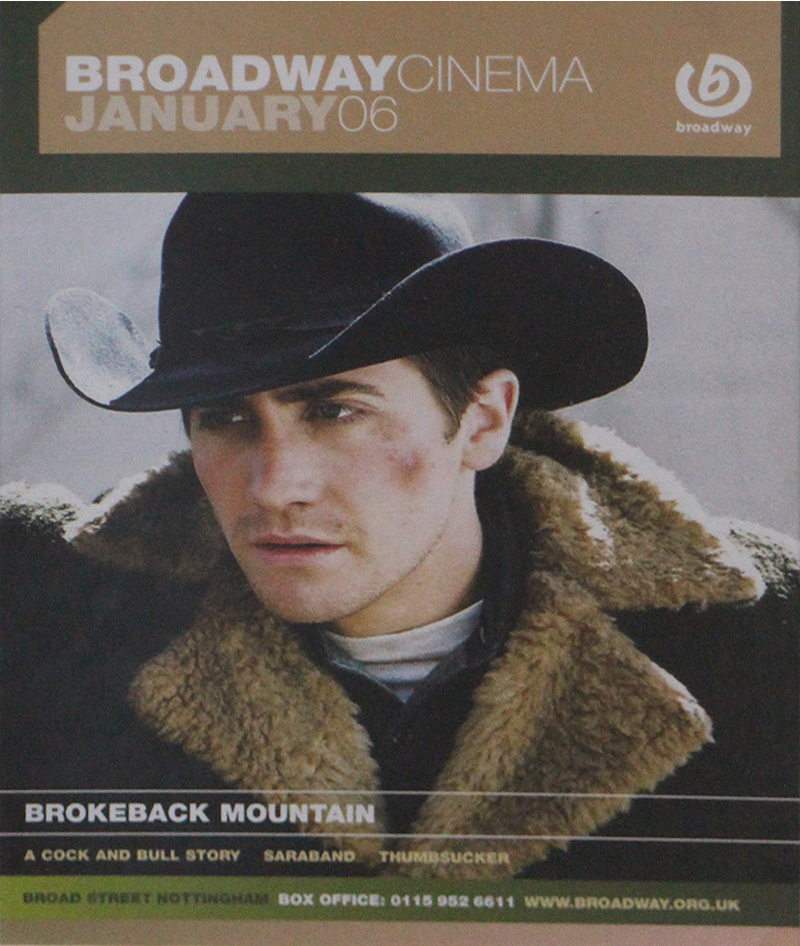 BROADWAYCINEMA
JANUARY06
b
broadway
BROKEBACK MOUNTAIN
A COCK AND BULL STORY SARABAND THUMBSUCKER
BROAD STREET NOTTINGHAM BOX OFFICE: 0115 952 6611 WWW.BROADWAY.ORG.UK